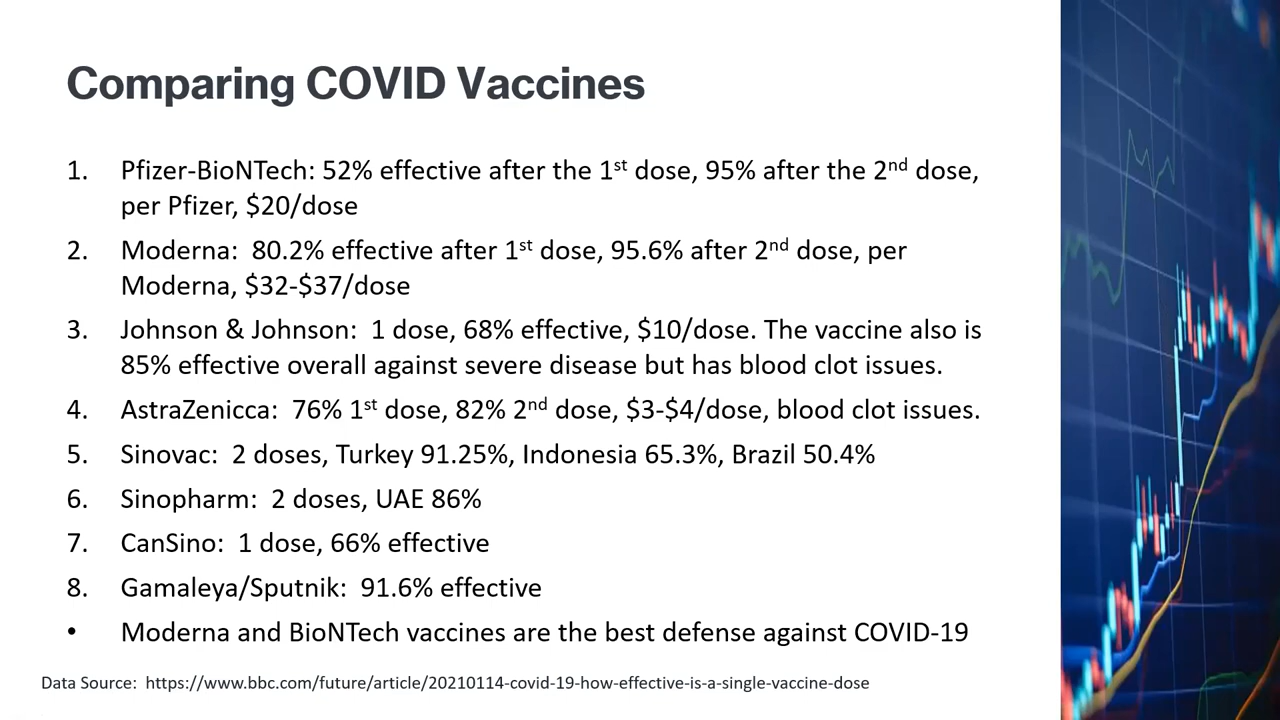 Comparing COVID Vaccines
1. Pfizer-BioNTech: 52% effective after the 1st dose, 95% after the 2nd dose,
per Pfizer, $20/dose
2. Moderna: 80.2% effective after 1st dose, 95.6% after 2nd dose, per
Moderna, $32-$37/dose
3. Johnson & Johnson: 1 dose, 68% effective, $10/dose. The vaccine also is
85% effective overall against severe disease but has blood clot issues.
4. AstraZenicca: 76% 1st dose, 82% 2nd dose, $3-$4/dose, blood clot issues.
5. Sinovac: 2 doses, Turkey 91.25%, Indonesia 65.3%, Brazil 50.4%
6. Sinopharm: 2 doses, UAE 86%
7. CanSino: 1 dose, 66% effective
8. Gamaleya/Sputnik: 91.6% effective
• Moderna and BioNTech vaccines are the best defense against COVID-19
Data Source: https://www.bbc.com/future/article/20210114-covid-19-how-effective-is-a-single-vaccine-dose